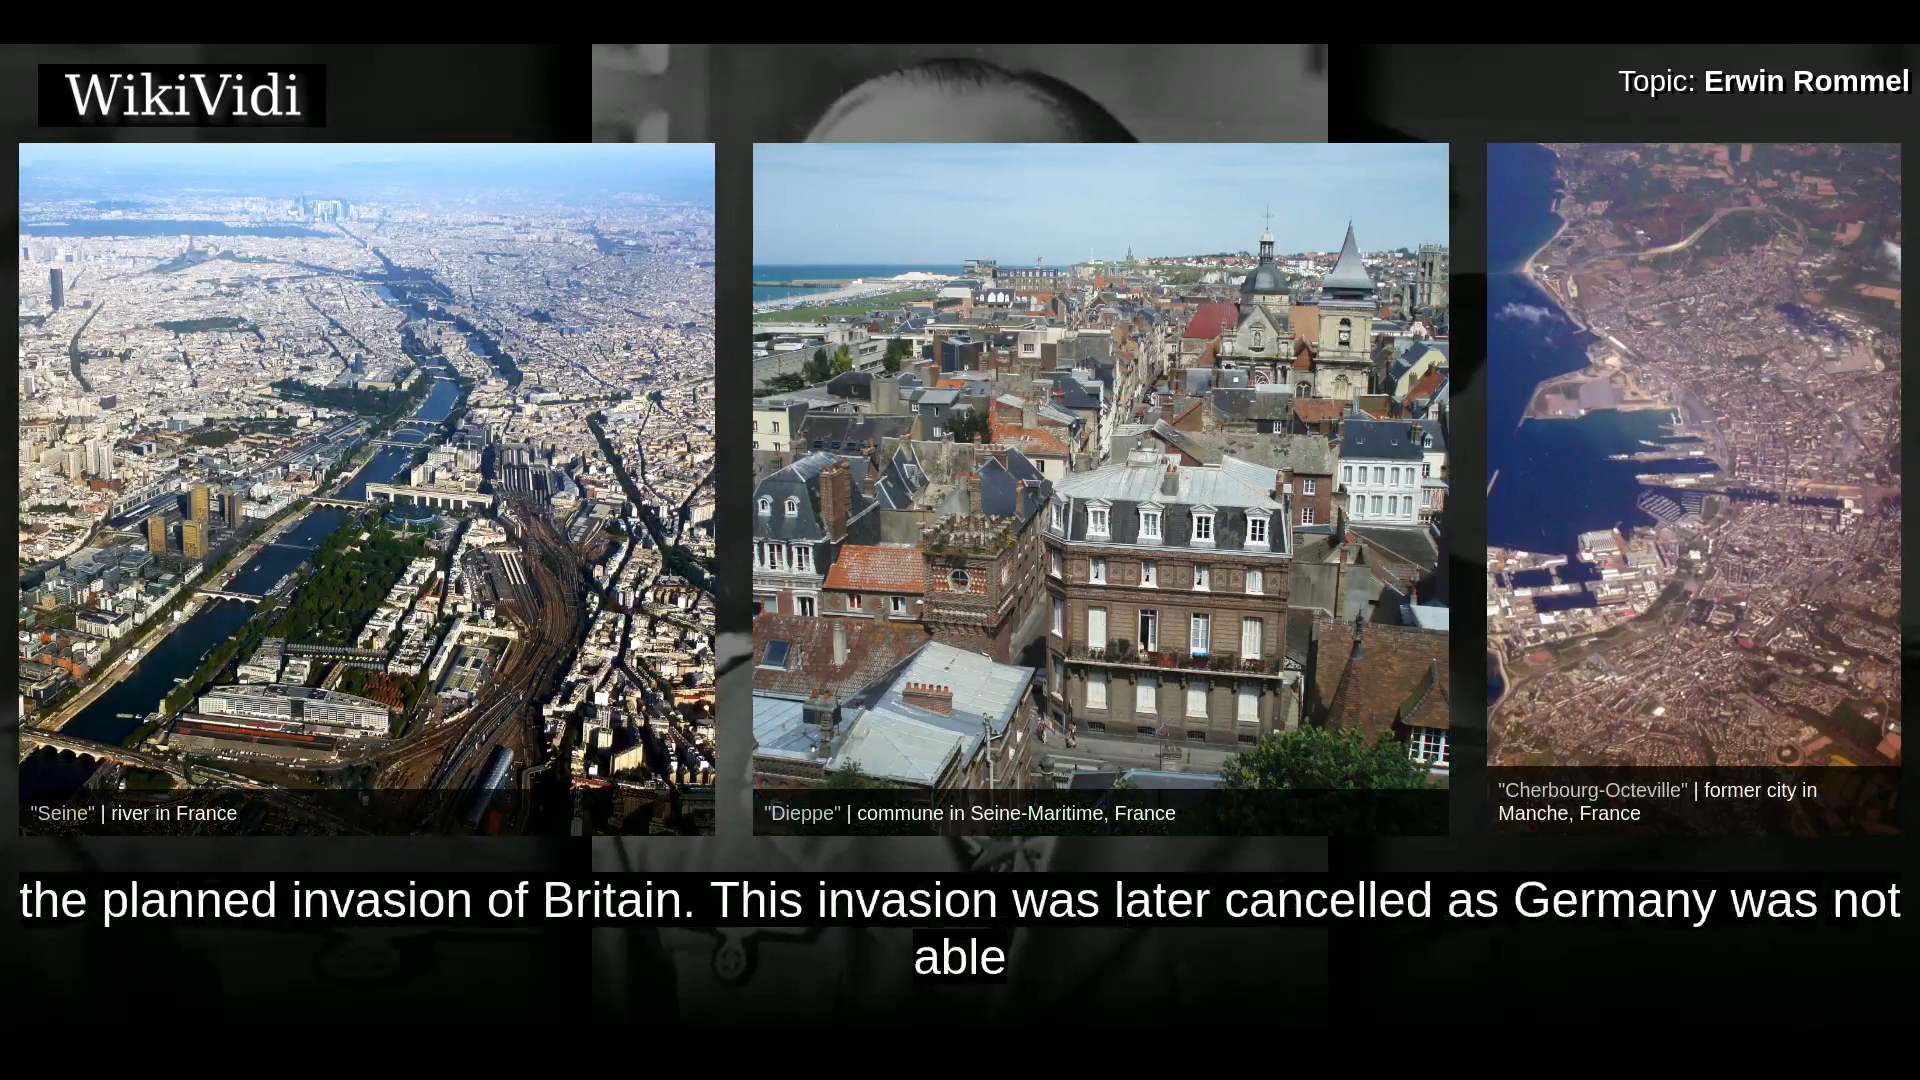 WikiVidi
Topic: Erwin Rommel
"Seine" | river in France
"Dieppe" | commune in Seine-Maritime, France
"Cherbourg-Octeville" | former city in
Manche, France
the planned invasion of Britain. This invasion was later cancelled as Germany was not
able